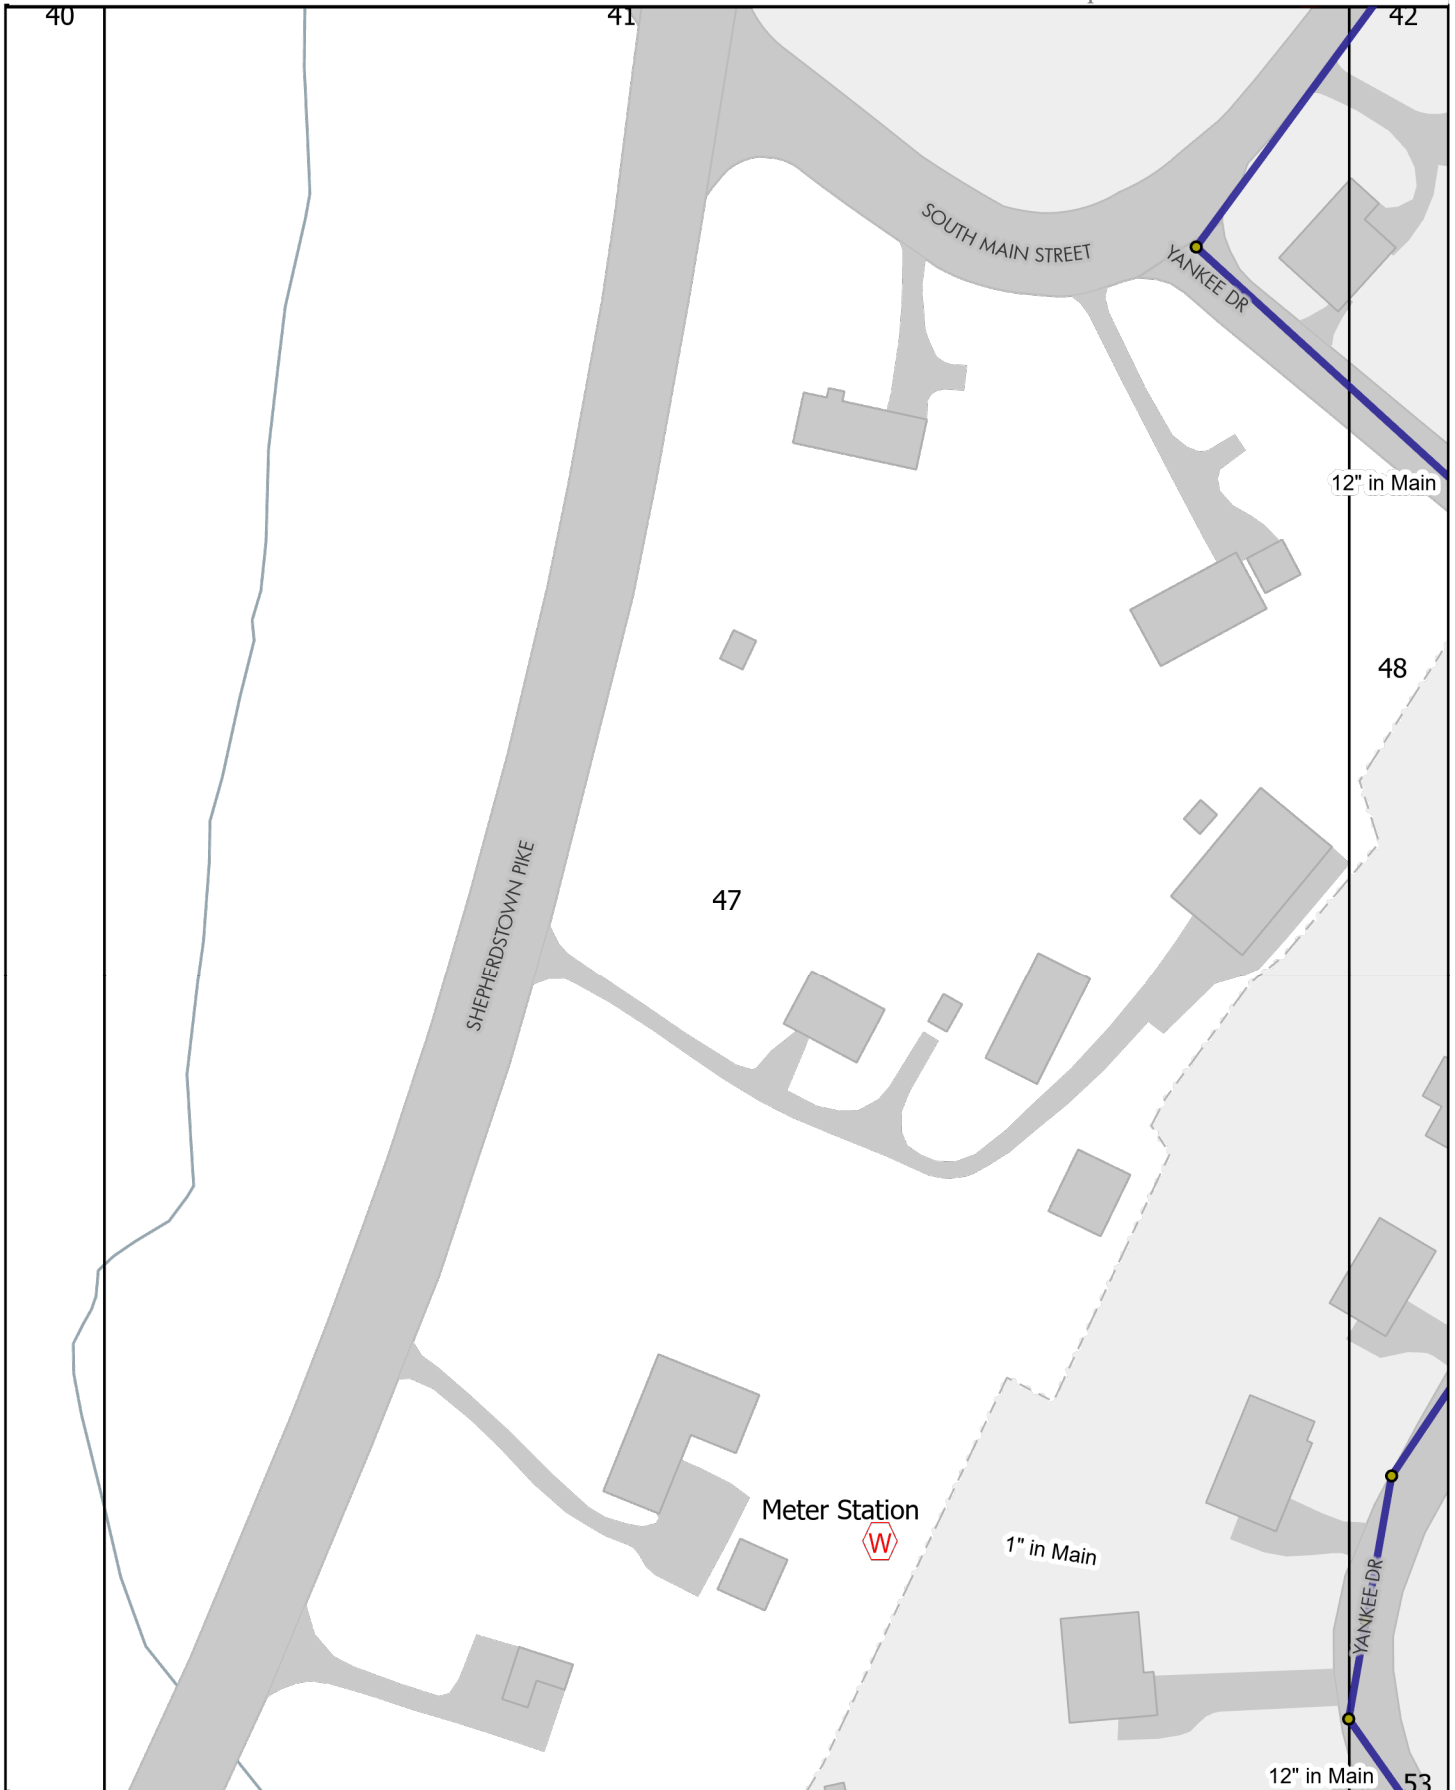 40
41
42
SOUTH MAIN STREET
YANKEE DR
12" in Main
48
SHEPHERDSTOWN PIKE
47
Meter Station
W
1" in Main
YANKEE DR
12" in Main
53